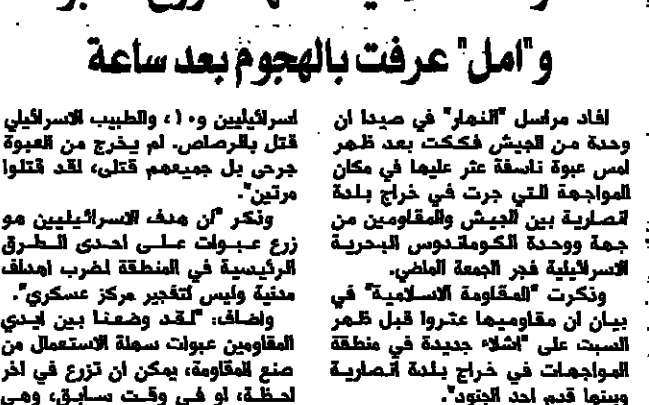 و"امل" عرفت بالهجوم بعد ساعة
افاد مراسل "النهار" في صيدا ان
وحدة من الجيش فككت بعد ظهر
امس عبوة ناسفة عثر عليها في مكان
المواجهة التي جرت في خراج بلدة
انصارية بين الجيش والمقاومين من
جهة ووحدة الكوماندوس البحرية
الاسرائيلية فجر الجمعة الماضي.
وذكرت "المقاومة الاسلامية" في
بيان ان مقاوميها عثروا قبل ظهر
السبت على "اشلاء جديدة في منطقة
المواجهات في خراج بلدة انصارية
وبينها قدم احد الجنود".
اسرائيليين و١٠، والطبيب الاسرائيلي
قتل بالرصاص. لم يخرج من العبوة
جرحى بل جميعهم قتلى، لقد قتلوا
مرتين".
وذكر "ان هدف الاسرائيليين هو
زرع عبوات على احدى الطرق
الرئيسية في المنطقة لضرب اهداف
مدنية وليس لتفجير مركز عسكري".
واضاف: "لقد وضعنا بين ايدي
المقاومين عبوات سهلة الاستعمال من
صنع المقاومة، يمكن ان تزرع في اخر
لحظة، او في وقت سابق، وهي